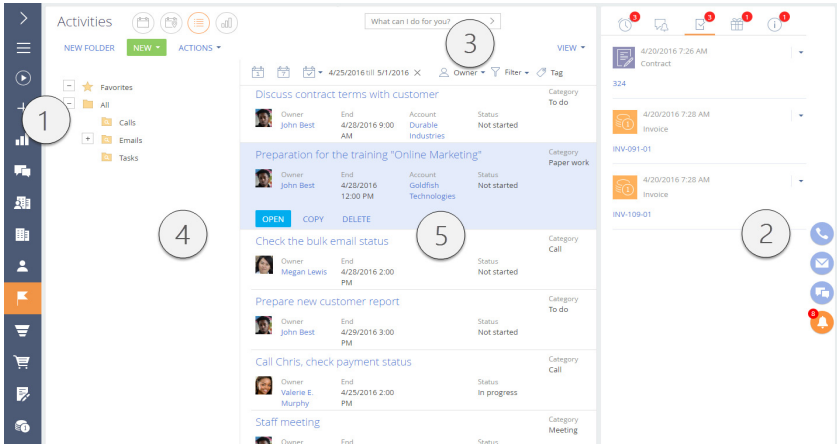 Activities
What can I do for you?
3
3
1
1
NEW FOLDER
NEW
ACTIONS
VIEW
3
4/20/2016 7:26 AM
Contract
324
4/25/2016 till 5/1/2016
Owner
Filter
Tag
Favorites
All
Calls
Emails
Tasks
1
Discuss contract terms with customer
Category
To do
Owner
End
Account
Status
John Best
4/28/2016 9:00
AM
Durable
Industries
Not started
4/20/2016 7:28 AM
Invoice
INV-091-01
Preparation for the training "Online Marketing"
Category
Paper work
Owner
End
Account
Status
John Best
4/28/2016
12:00 PM
Goldfish
Technologies
Not started
4/20/2016 7:28 AM
Invoice
INV-109-01
OPEN
COPY
DELETE
4
5
2
8
Check the bulk email status
Category
Call
Owner
End
Status
Megan Lewis
4/28/2016 2:00
PM
Not started
Prepare new customer report
Category
To do
Owner
End
Status
John Best
4/29/2016 3:00
PM
Not started
Call Chris, check payment status
Category
Call
Owner
End
Status
Valerie E.
Murphy
4/25/2016 2:00
PM
In progress
Staff meeting
Category
Meeting
Owner
End
Status